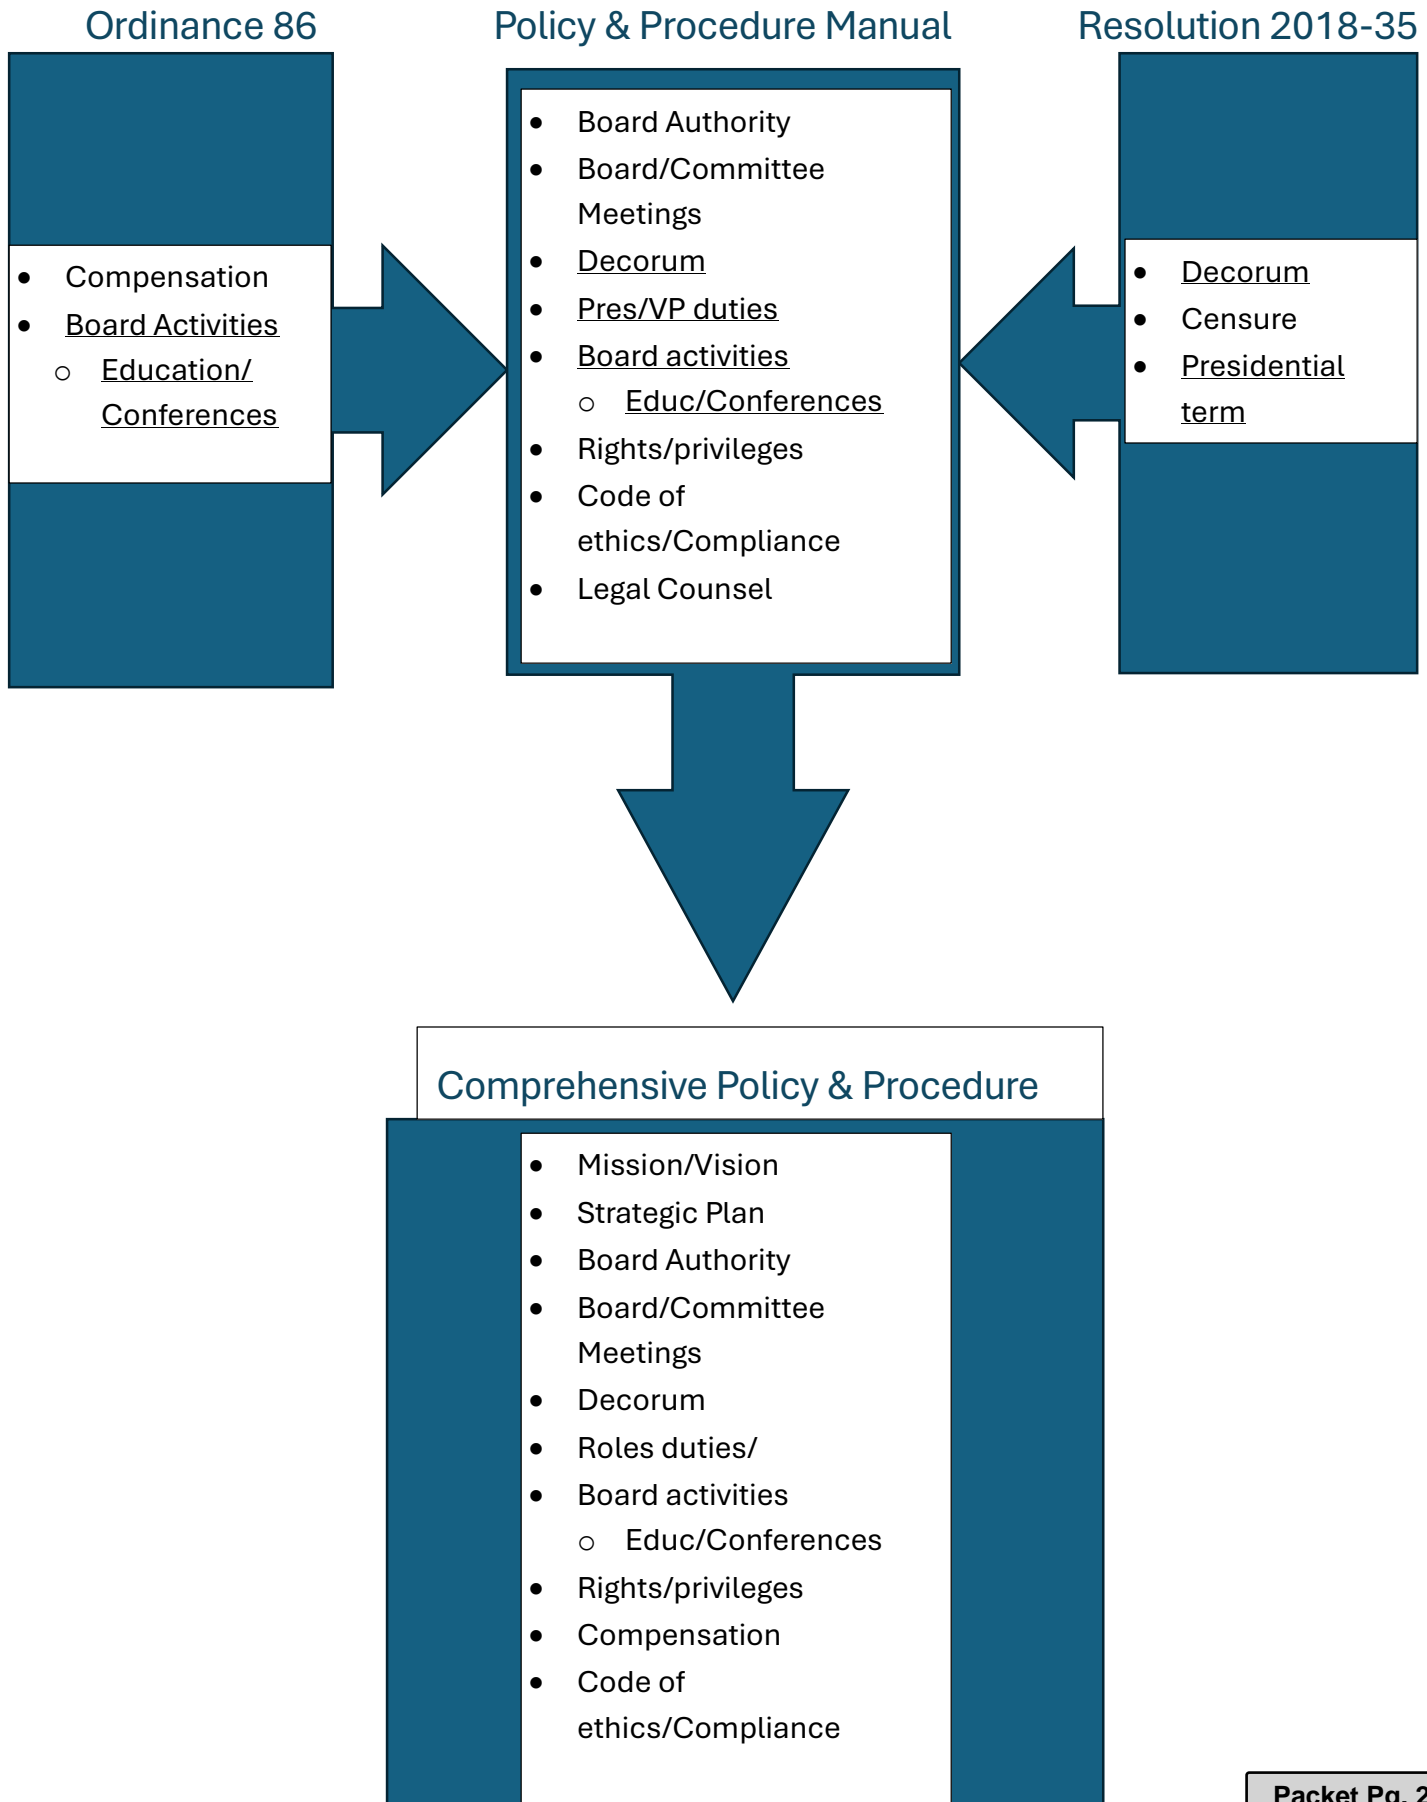 Ordinance 86
Policy & Procedure Manual
Resolution 2018-35
• Compensation
• Board Activities
o Education/
Conferences
• Board Authority
• Board/Committee
Meetings
• Decorum
• Pres/VP duties
• Board activities
o Educ/Conferences
• Rights/privileges
• Code of
ethics/Compliance
• Legal Counsel
• Decorum
• Censure
• Presidential
term
Comprehensive Policy & Procedure
• Mission/Vision
• Strategic Plan
• Board Authority
• Board/Committee
Meetings
• Decorum
• Roles duties/
• Board activities
o Educ/Conferences
• Rights/privileges
• Compensation
• Code of
ethics/Compliance
Packet Pg. 2